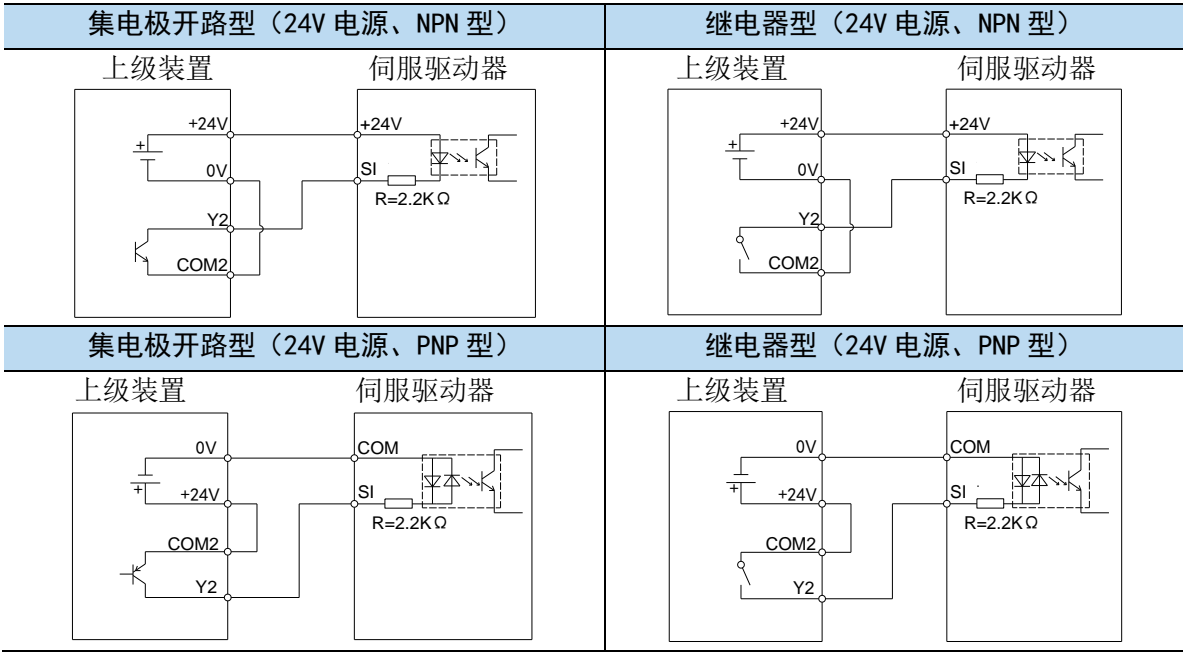 集电极开路型（24V 电源、NPN 型）
继电器型（24V 电源、NPN 型）
上级装置
伺服驱动器
+24V
+24V
+
0V
SI
R=2.2KΩ
Y2
COM2
上级装置
伺服驱动器
+24V
+24V
+
0V
SI
R=2.2KΩ
Y2
COM2
集电极开路型（24V 电源、PNP 型）
继电器型（24V 电源、PNP 型）
上级装置
伺服驱动器
0V
COM
+
+24V
SI
R=2.2KΩ
COM2
Y2
上级装置
伺服驱动器
0V
COM
+
+24V
SI
R=2.2KΩ
COM2
Y2